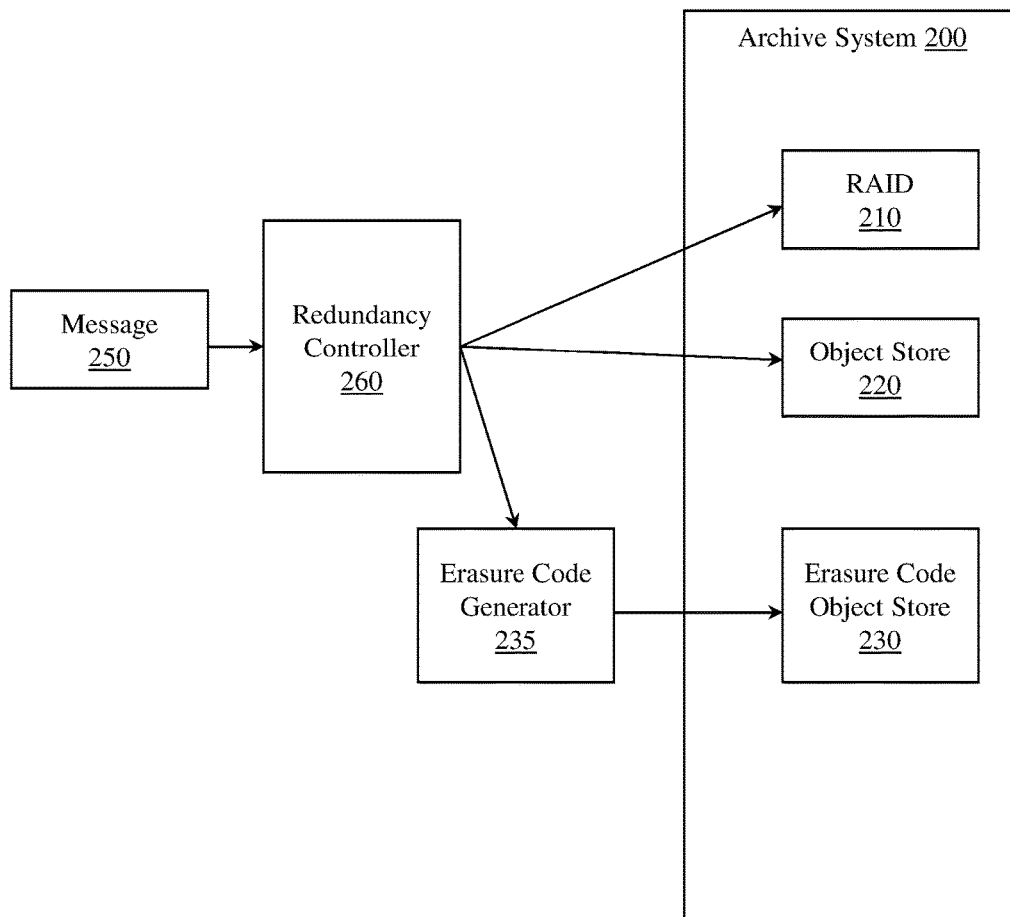 Archive System 200
RAID
210
Message
250
Redundancy
Controller
260
Object Store
220
Erasure Code
Generator
235
Erasure Code
Object Store
230